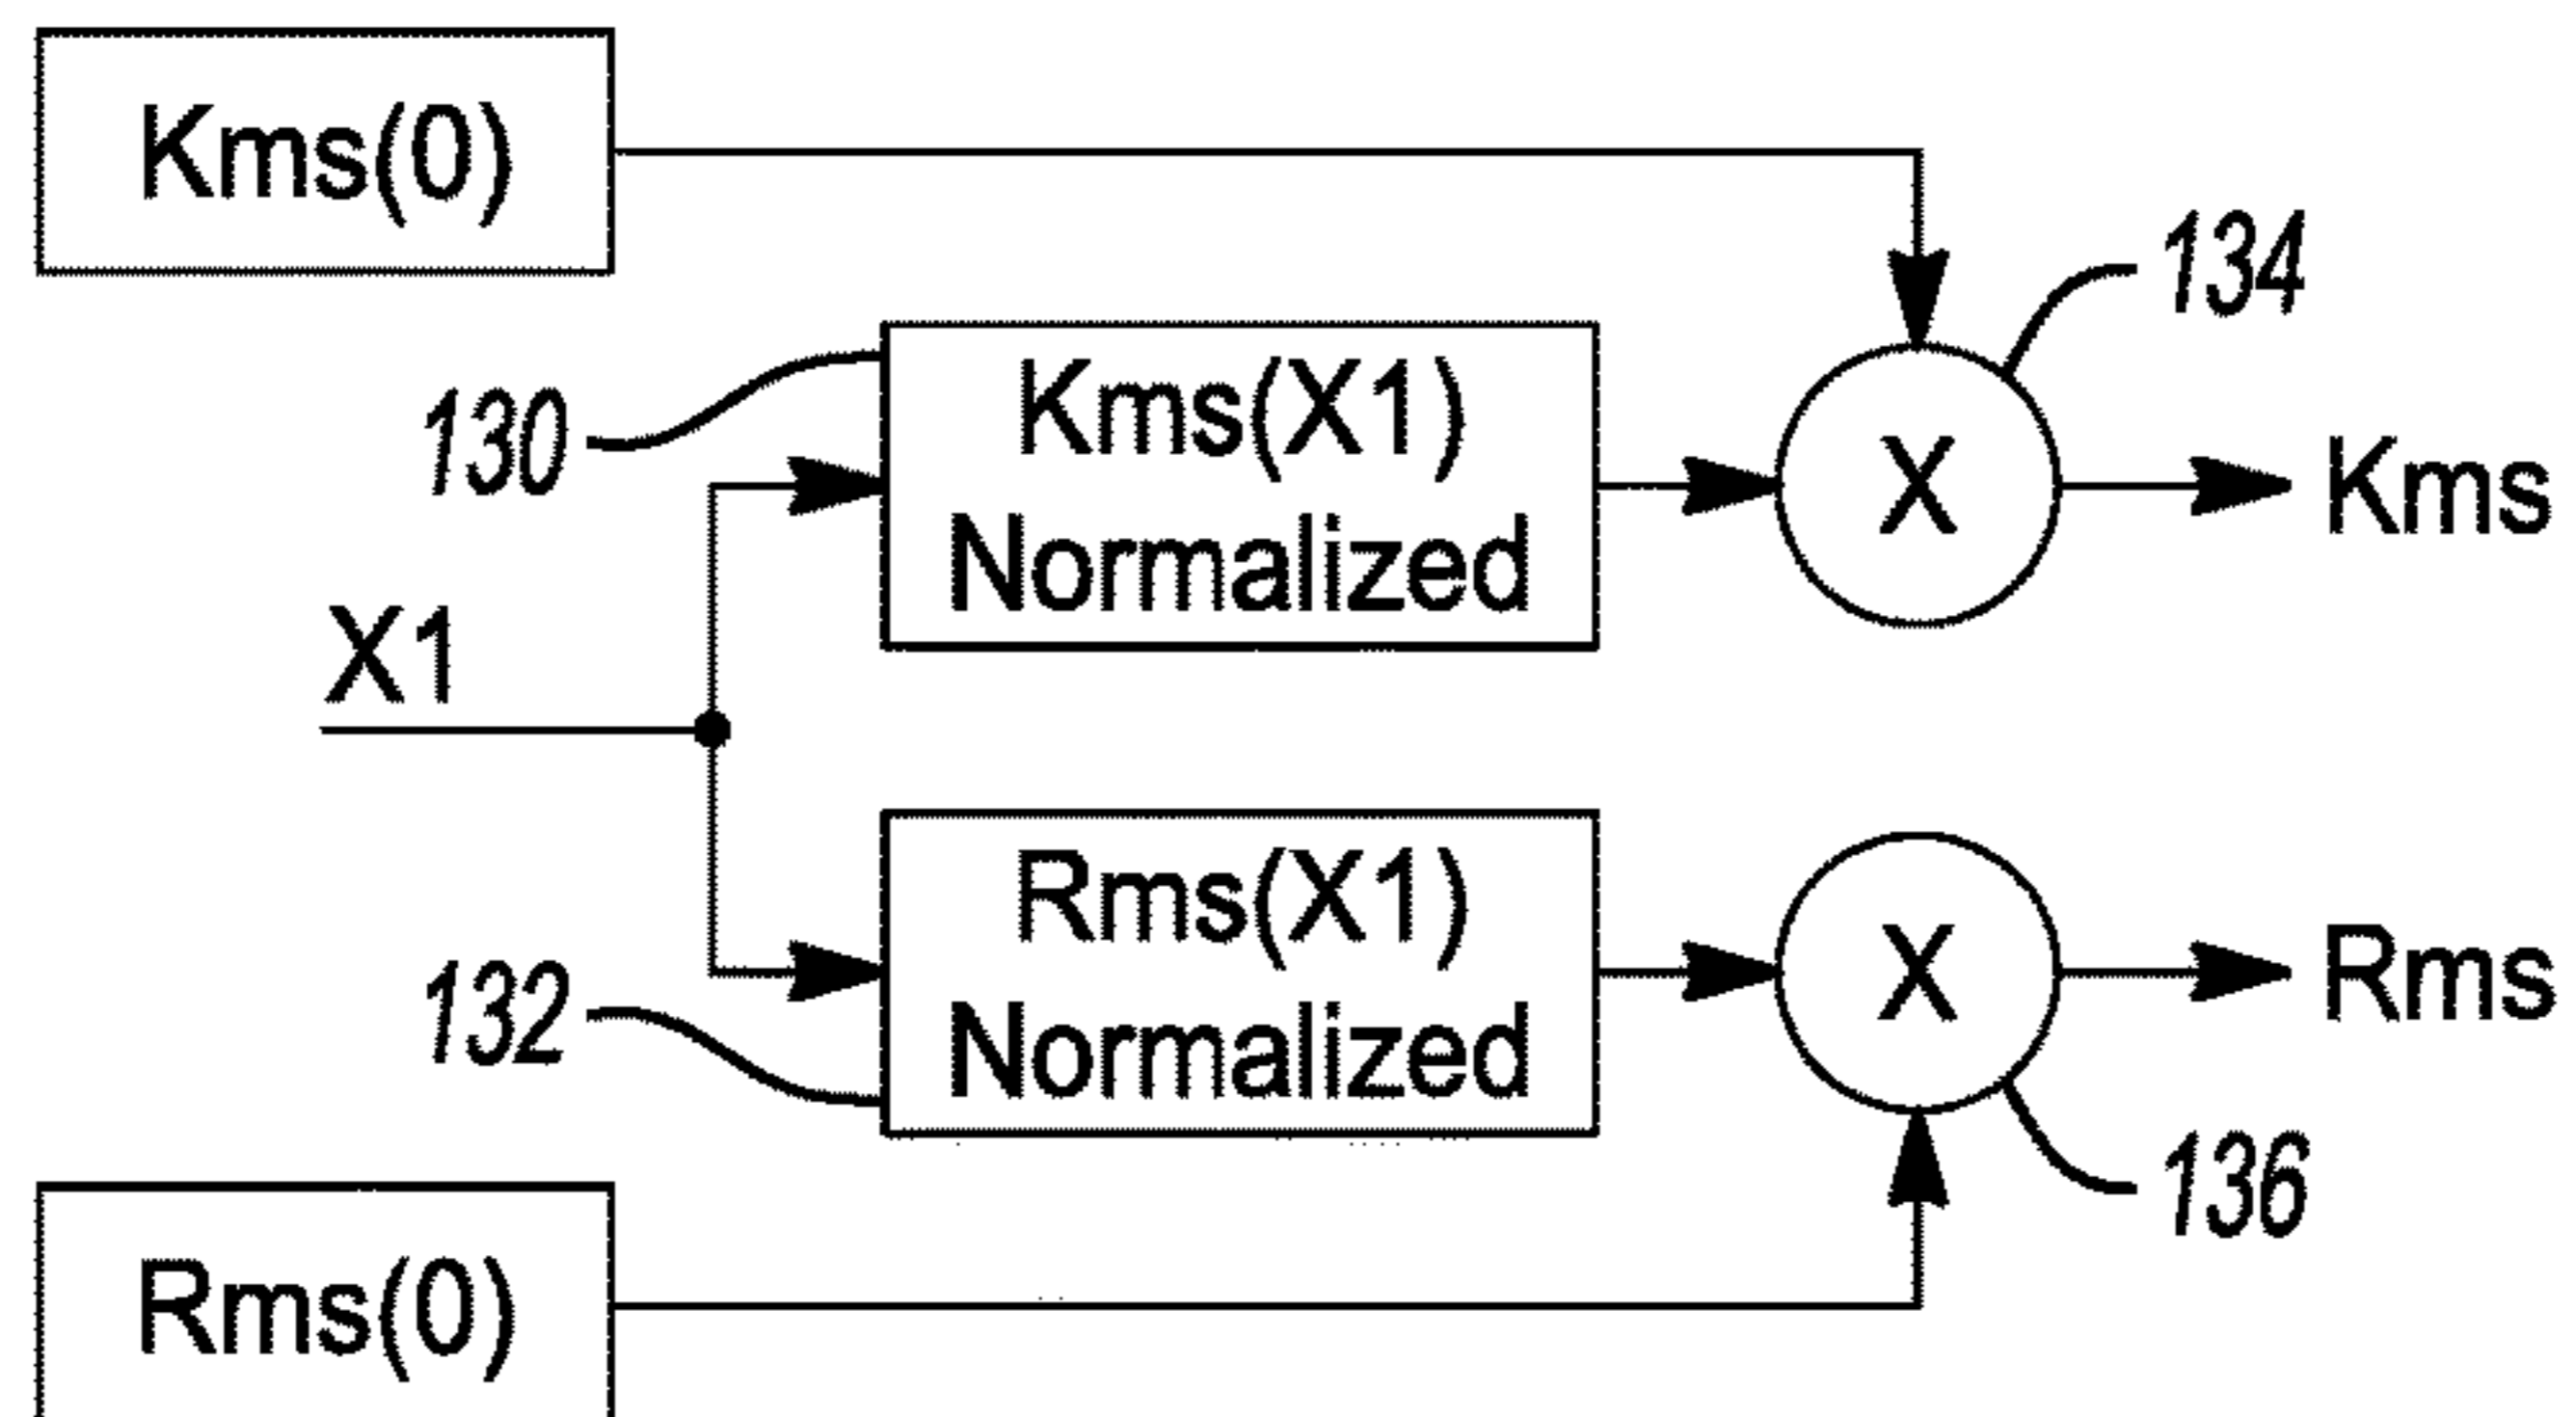 Kms(0)
134
130
Kms(X1)
Normalized
X
Kms
X1
132
Rms(X1)
Normalized
X
Rms
136
Rms(0)